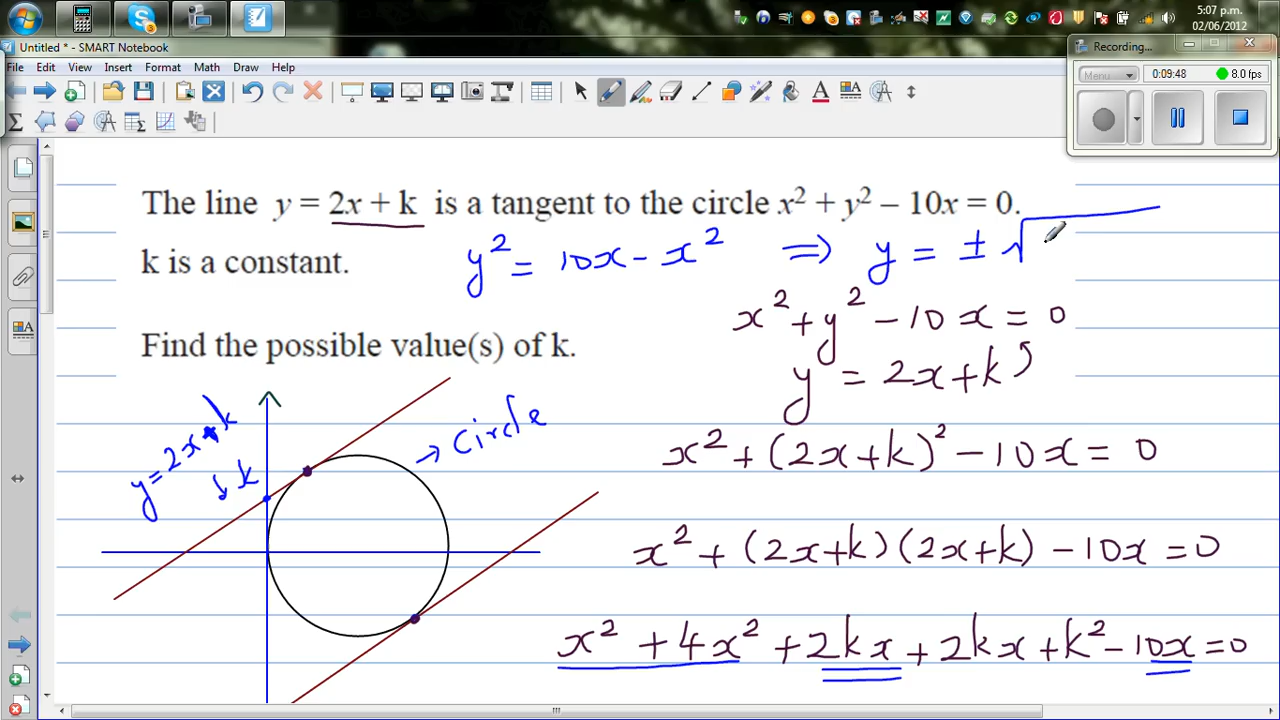 5:07 p.m.
02/06/2012
Untitled * - SMART Notebook
Recording...
File Edit View Insert Format Math Draw Help
Menu 0:09:48 8.0 fps
The line y = 2x + k is a tangent to the circle x² + y² – 10x = 0.
k is a constant.
y² = 10x - x² ⇒ y = ± √
x² + y² - 10x = 0
Find the possible value(s) of k.
y = 2x + k
y = 2x + k
k
→ Circle
x² + (2x+k)² - 10x = 0
x² + (2x+k)(2x+k) - 10x = 0
x² + 4x² + 2kx + 2kx + k² - 10x = 0